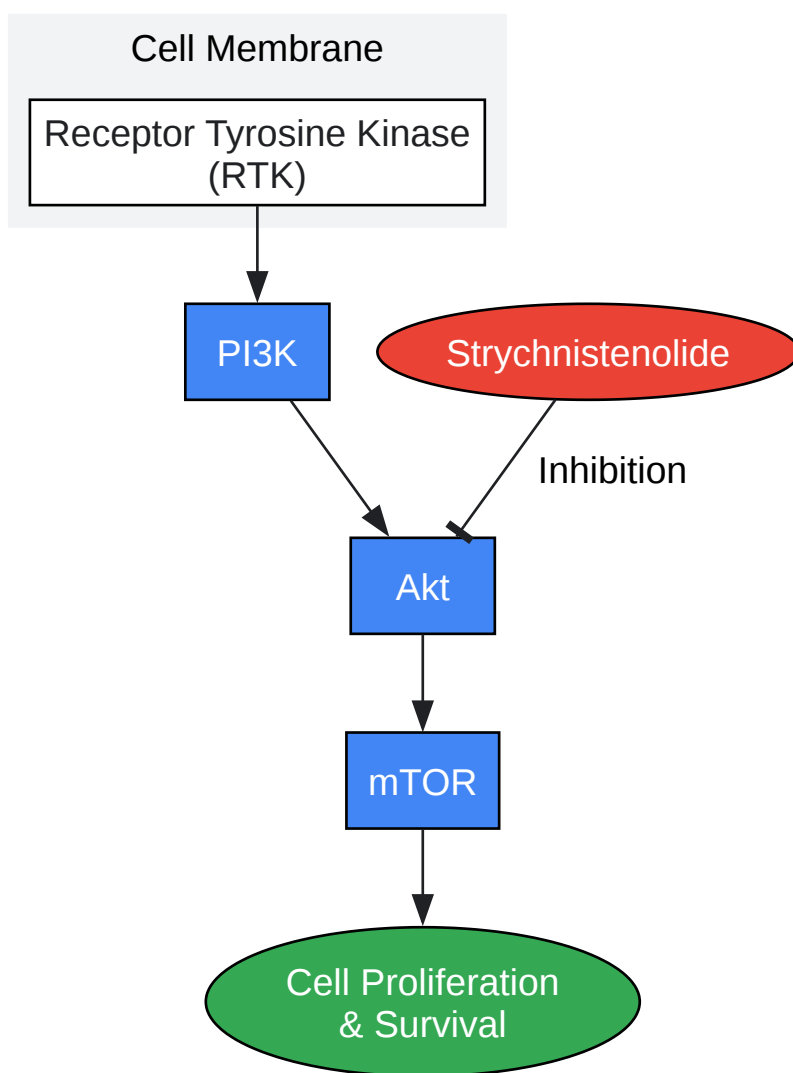 Cell Membrane
Receptor Tyrosine Kinase
(RTK)
PI3K
Strychnistenolide
Inhibition
Akt
mTOR
Cell Proliferation
& Survival